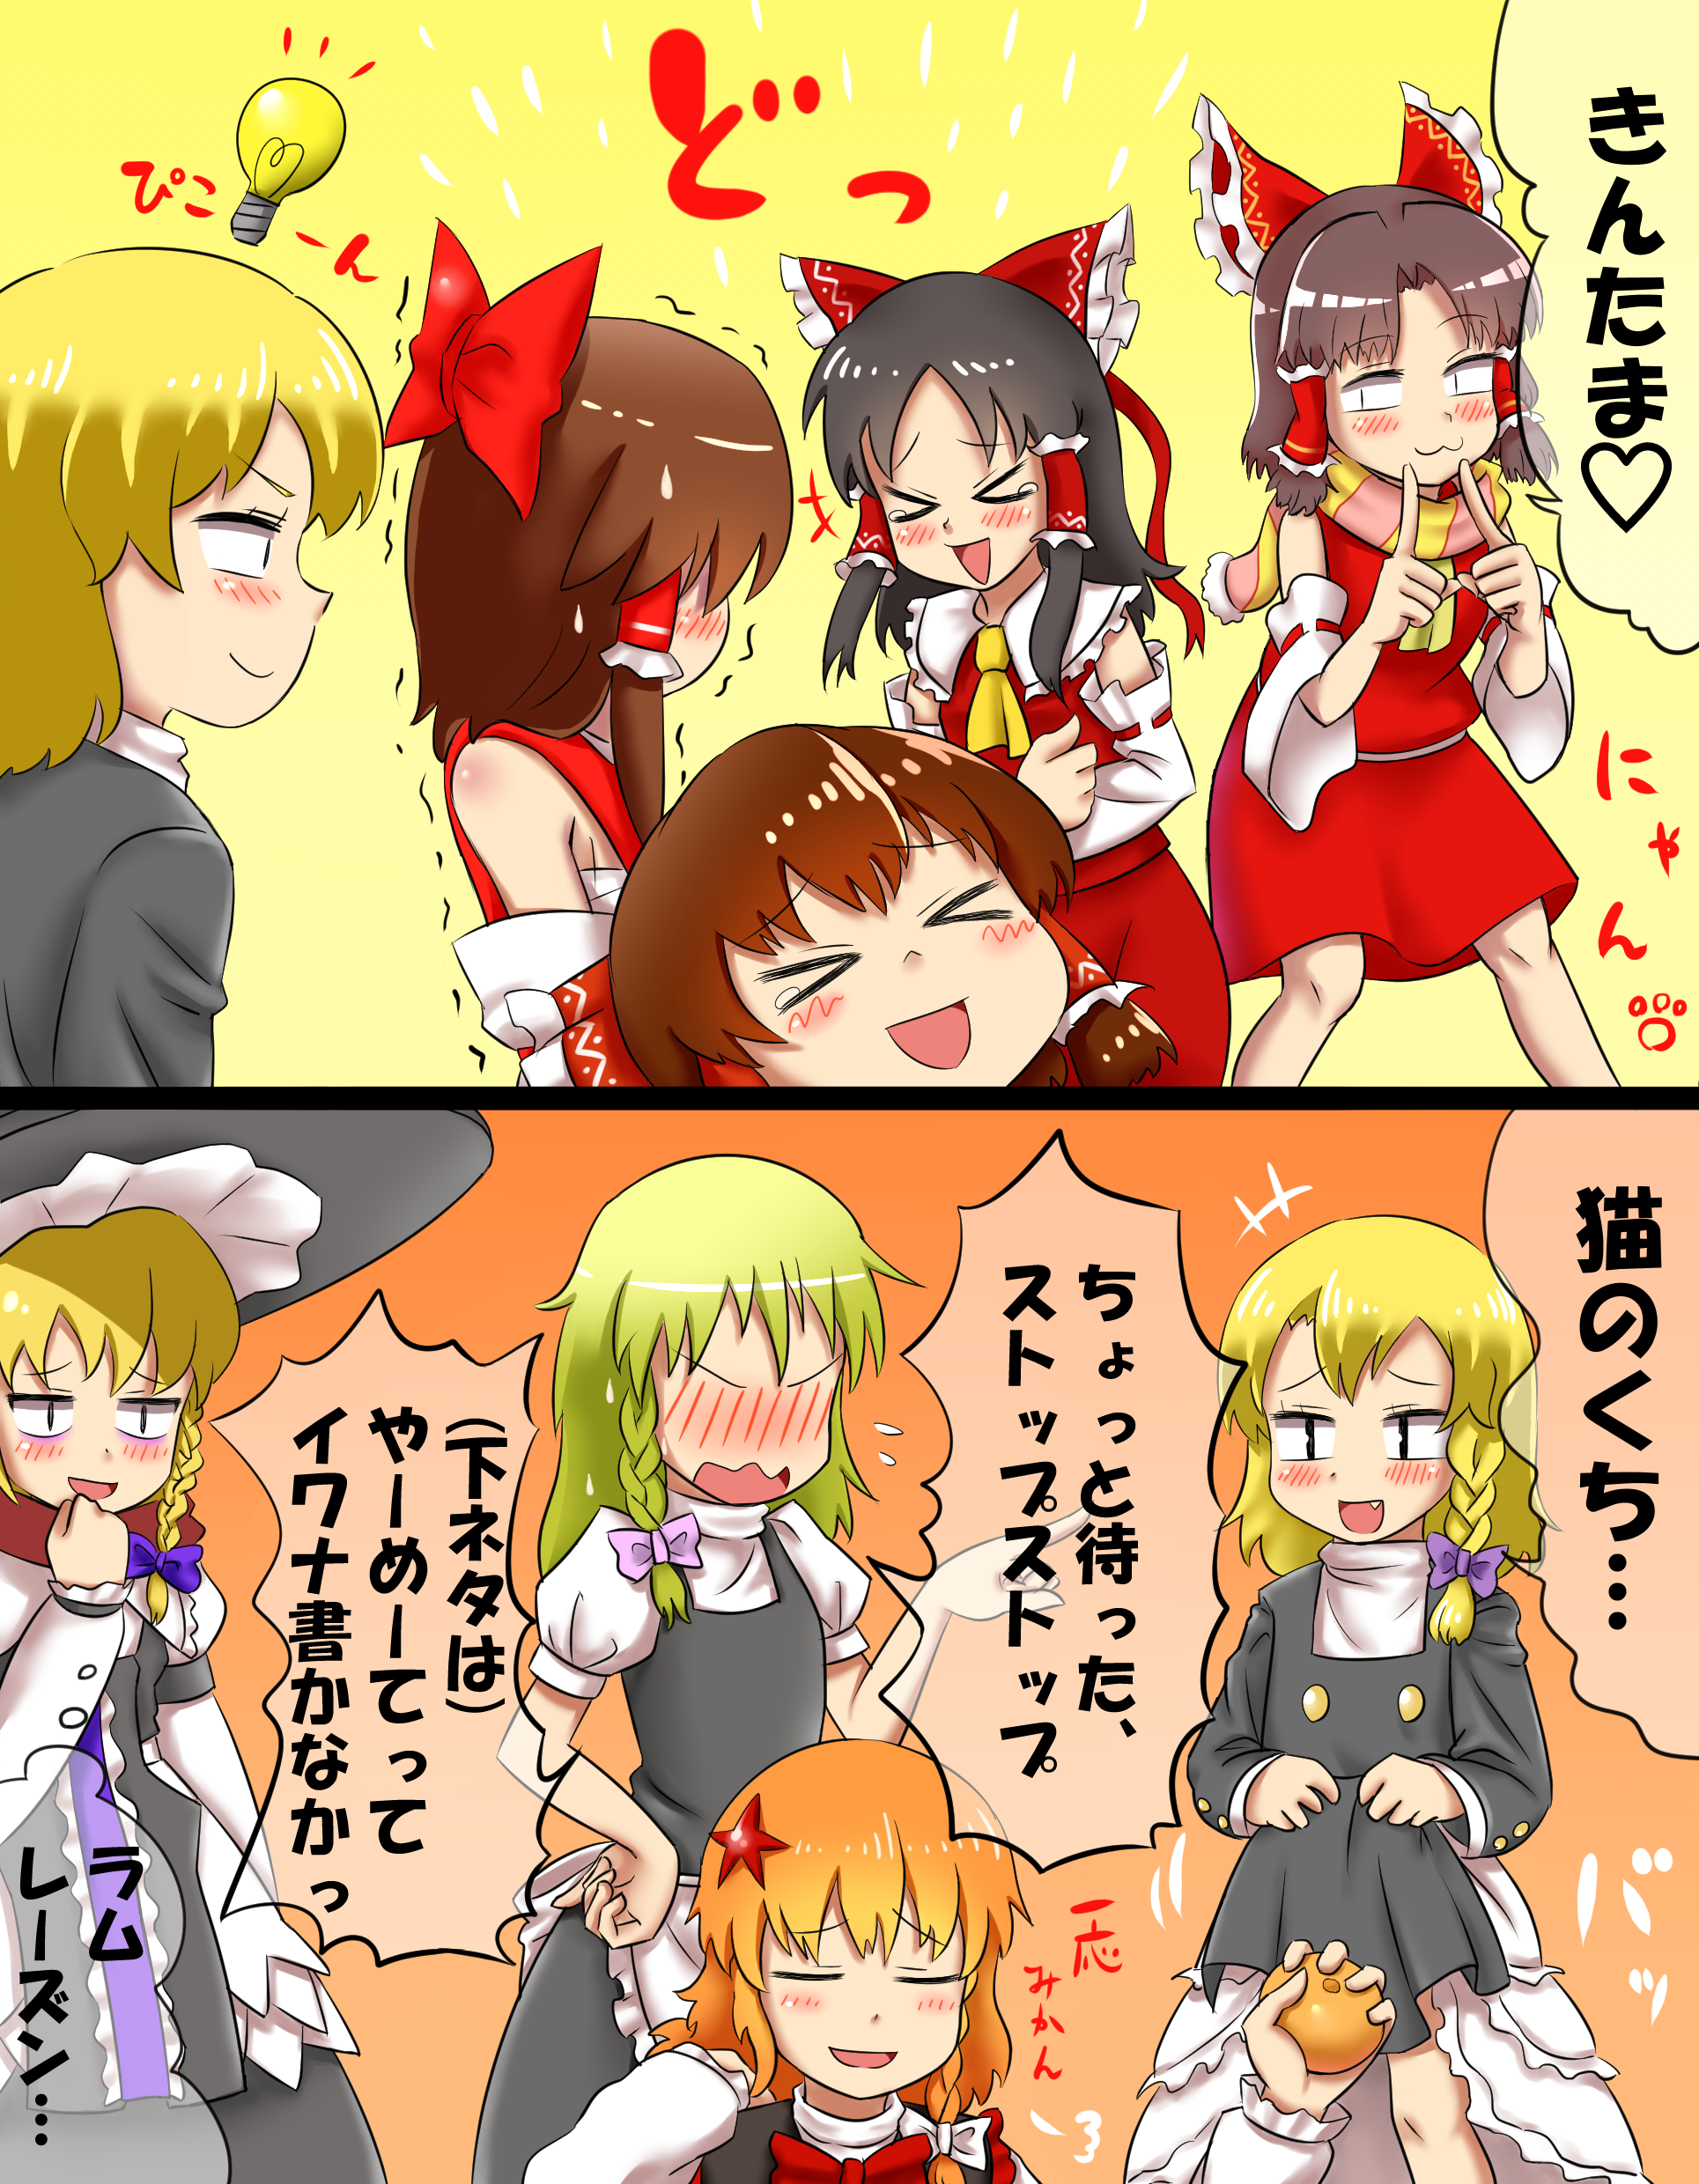 きんたま♡
にゃん
どっ
ぴこーん
猫のくち…
バッ
ちょっと待った、
ストップストップ
一応
みかん
(下ネタは)
やーめーてって
イワナ書かなかっ
ラム
レーズン…